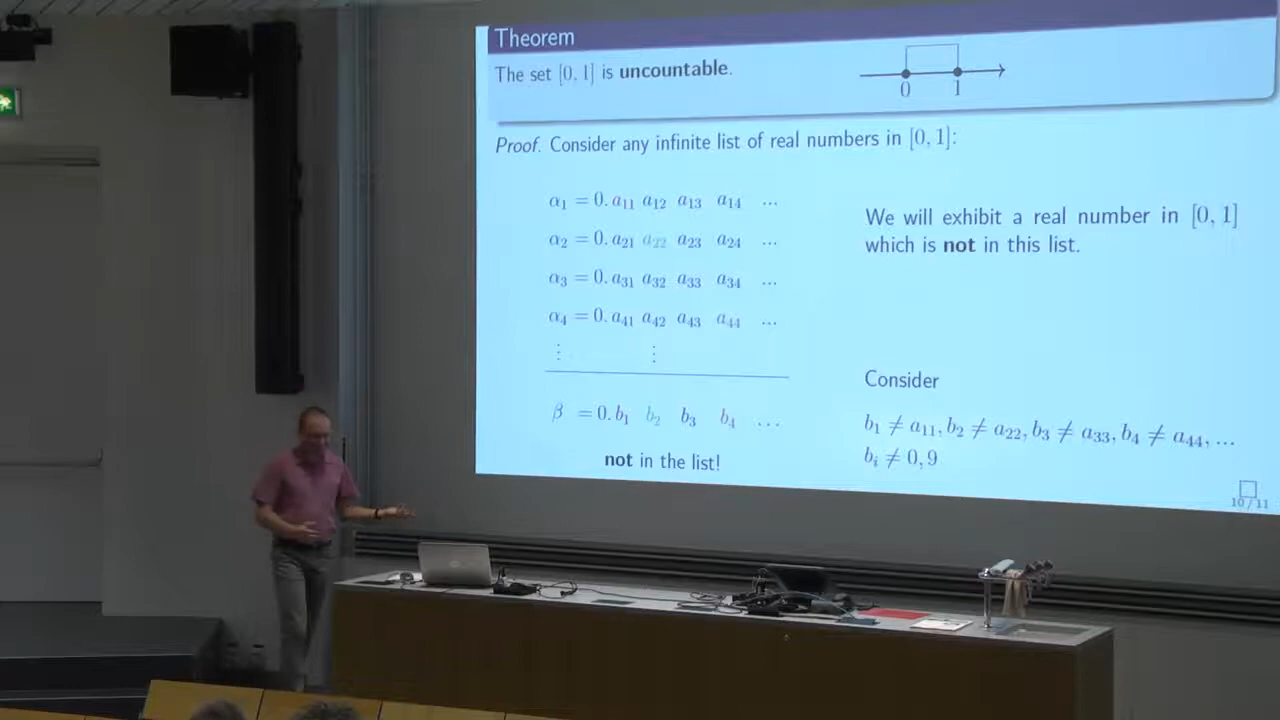 Theorem
The set [0, 1] is uncountable.
0 1
Proof. Consider any infinite list of real numbers in [0, 1]:
α₁ = 0. a₁₁ a₁₂ a₁₃ a₁₄ ...
α₂ = 0. a₂₁ a₂₂ a₂₃ a₂₄ ...
α₃ = 0. a₃₁ a₃₂ a₃₃ a₃₄ ...
α₄ = 0. a₄₁ a₄₂ a₄₃ a₄₄ ...
⋮ ⋮
β = 0. b₁ b₂ b₃ b₄ ...
not in the list!
We will exhibit a real number in [0, 1]
which is not in this list.
Consider
b₁ ≠ a₁₁, b₂ ≠ a₂₂, b₃ ≠ a₃₃, b₄ ≠ a₄₄, ...
bᵢ ≠ 0, 9
□
10/11